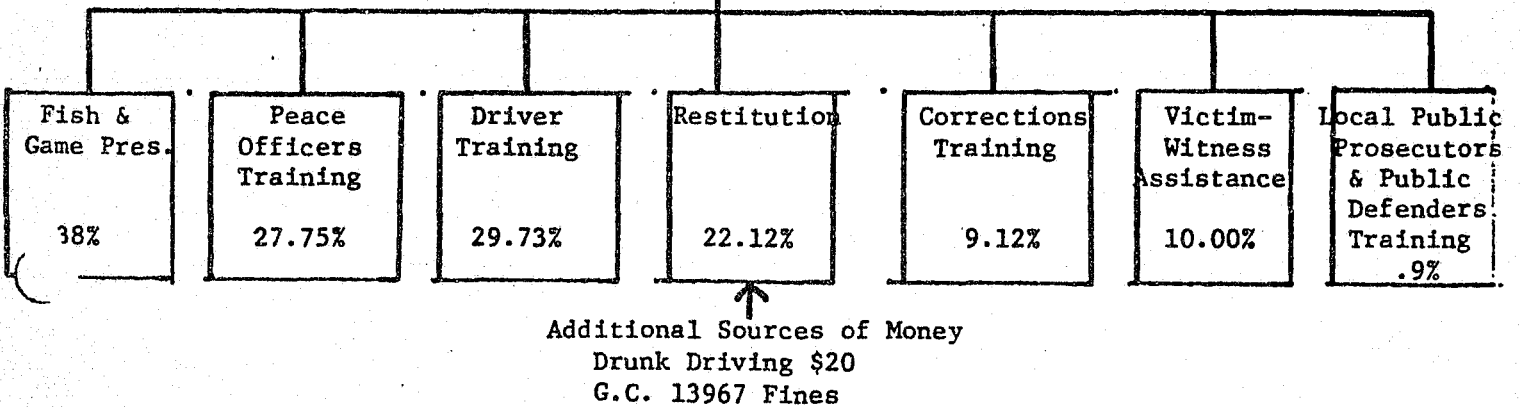 Fish &
Game Pres.
38%
Peace
Officers
Training
27.75%
Driver
Training
29.73%
Restitution
22.12%
Corrections
Training
9.12%
Victim-
Witness
Assistance
10.00%
Local Public
Prosecutors
& Public
Defenders
Training
.9%
Additional Sources of Money
Drunk Driving $20
G.C. 13967 Fines